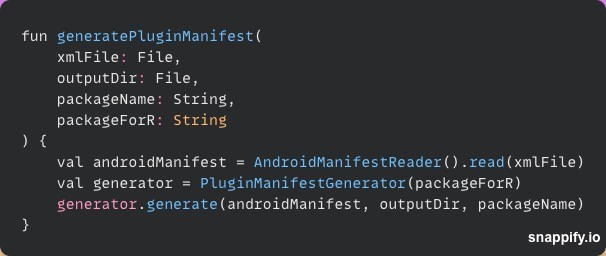 fun generatePluginManifest(
    xmlFile: File,
    outputDir: File,
    packageName: String,
    packageForR: String
) {
    val androidManifest = AndroidManifestReader().read(xmlFile)
    val generator = PluginManifestGenerator(packageForR)
    generator.generate(androidManifest, outputDir, packageName)
}
snappify.io